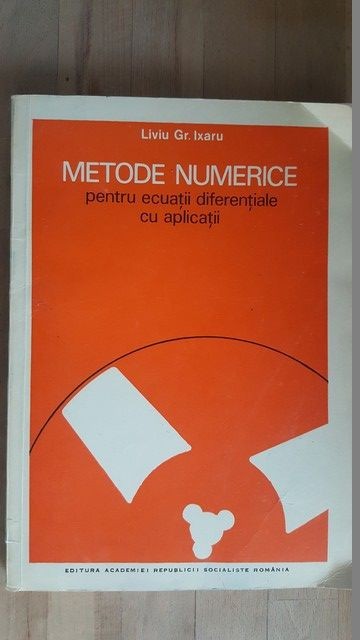 Liviu Gr. Ixaru
METODE NUMERICE
pentru ecuații diferențiale
cu aplicații
EDITURA ACADEMIEI REPUBLICII SOCIALISTE ROMÂNIA